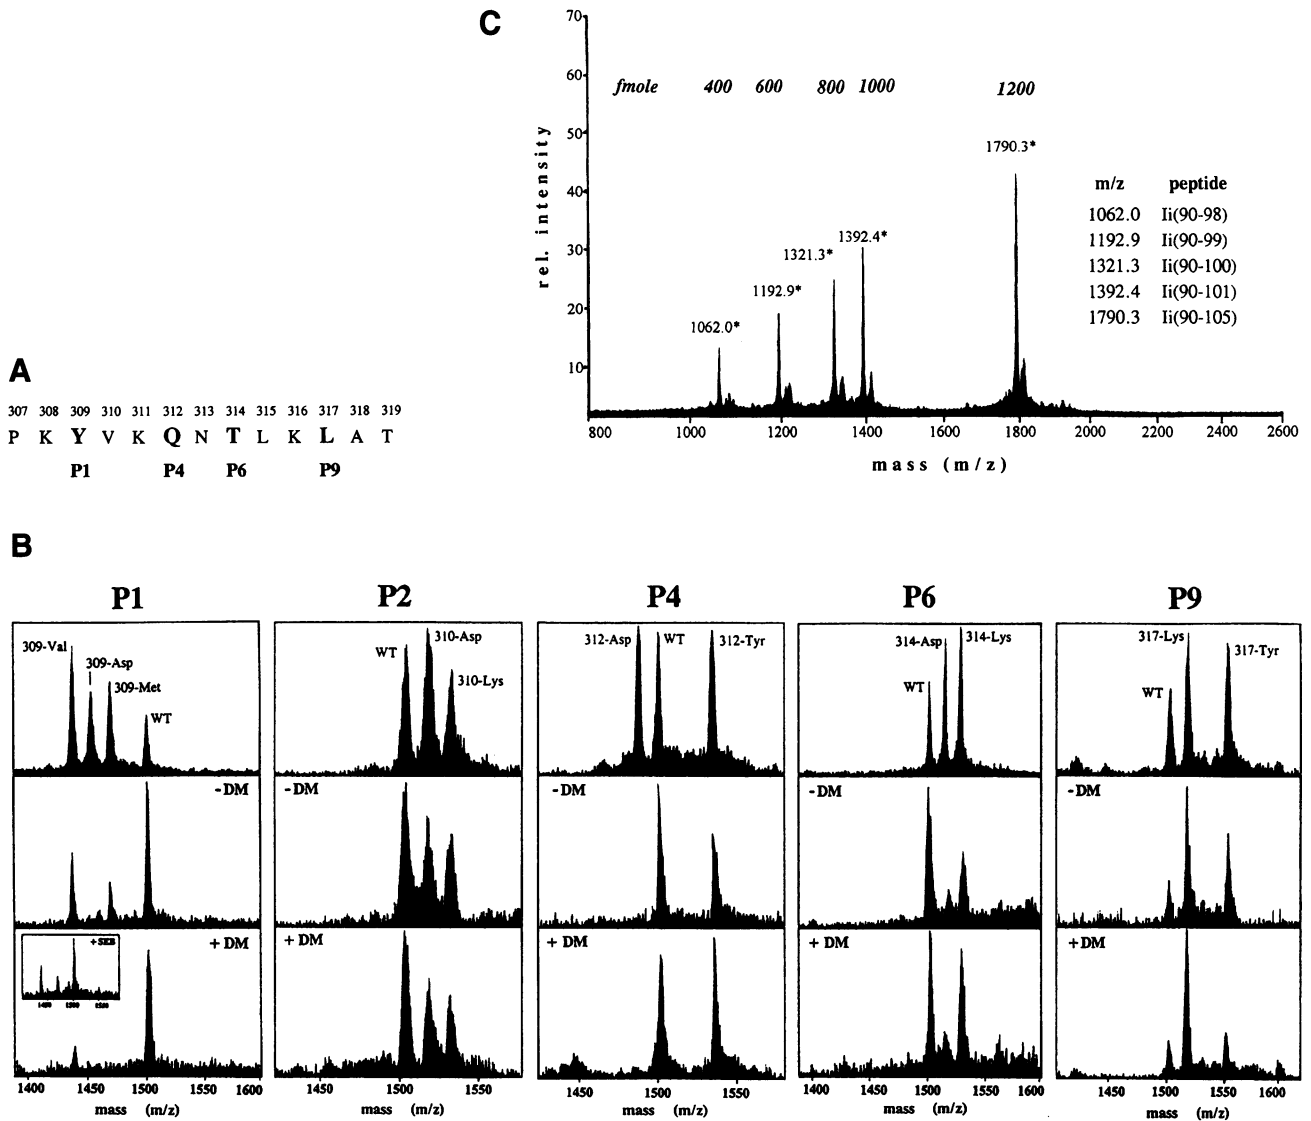 C
70
60
50
40
30
20
10
rel. intensity
fmole 400 600 800 1000 1200
1062.0*
1192.9*
1321.3*
1392.4*
1790.3*
m/z peptide
1062.0 Ii(90-98)
1192.9 Ii(90-99)
1321.3 Ii(90-100)
1392.4 Ii(90-101)
1790.3 Ii(90-105)
800 1000 1200 1400 1600 1800 2000 2200 2400 2600
mass (m/z)
A
307 308 309 310 311 312 313 314 315 316 317 318 319
P K Y V K Q N T L K L A T
P1 P4 P6 P9
B
P1 P2 P4 P6 P9
309-Val
309-Asp
309-Met
WT
WT
310-Asp
310-Lys
312-Asp WT 312-Tyr
314-Asp 314-Lys
WT
317-Lys
317-Tyr
WT
-DM -DM -DM -DM -DM
+SEB
+DM +DM +DM +DM +DM
1400 1450 1500 1550 1600
1450 1500 1550
1450 1500 1550
1400 1450 1500 1550 1600
1450 1500 1550 1600
mass (m/z) mass (m/z) mass (m/z) mass (m/z) mass (m/z)